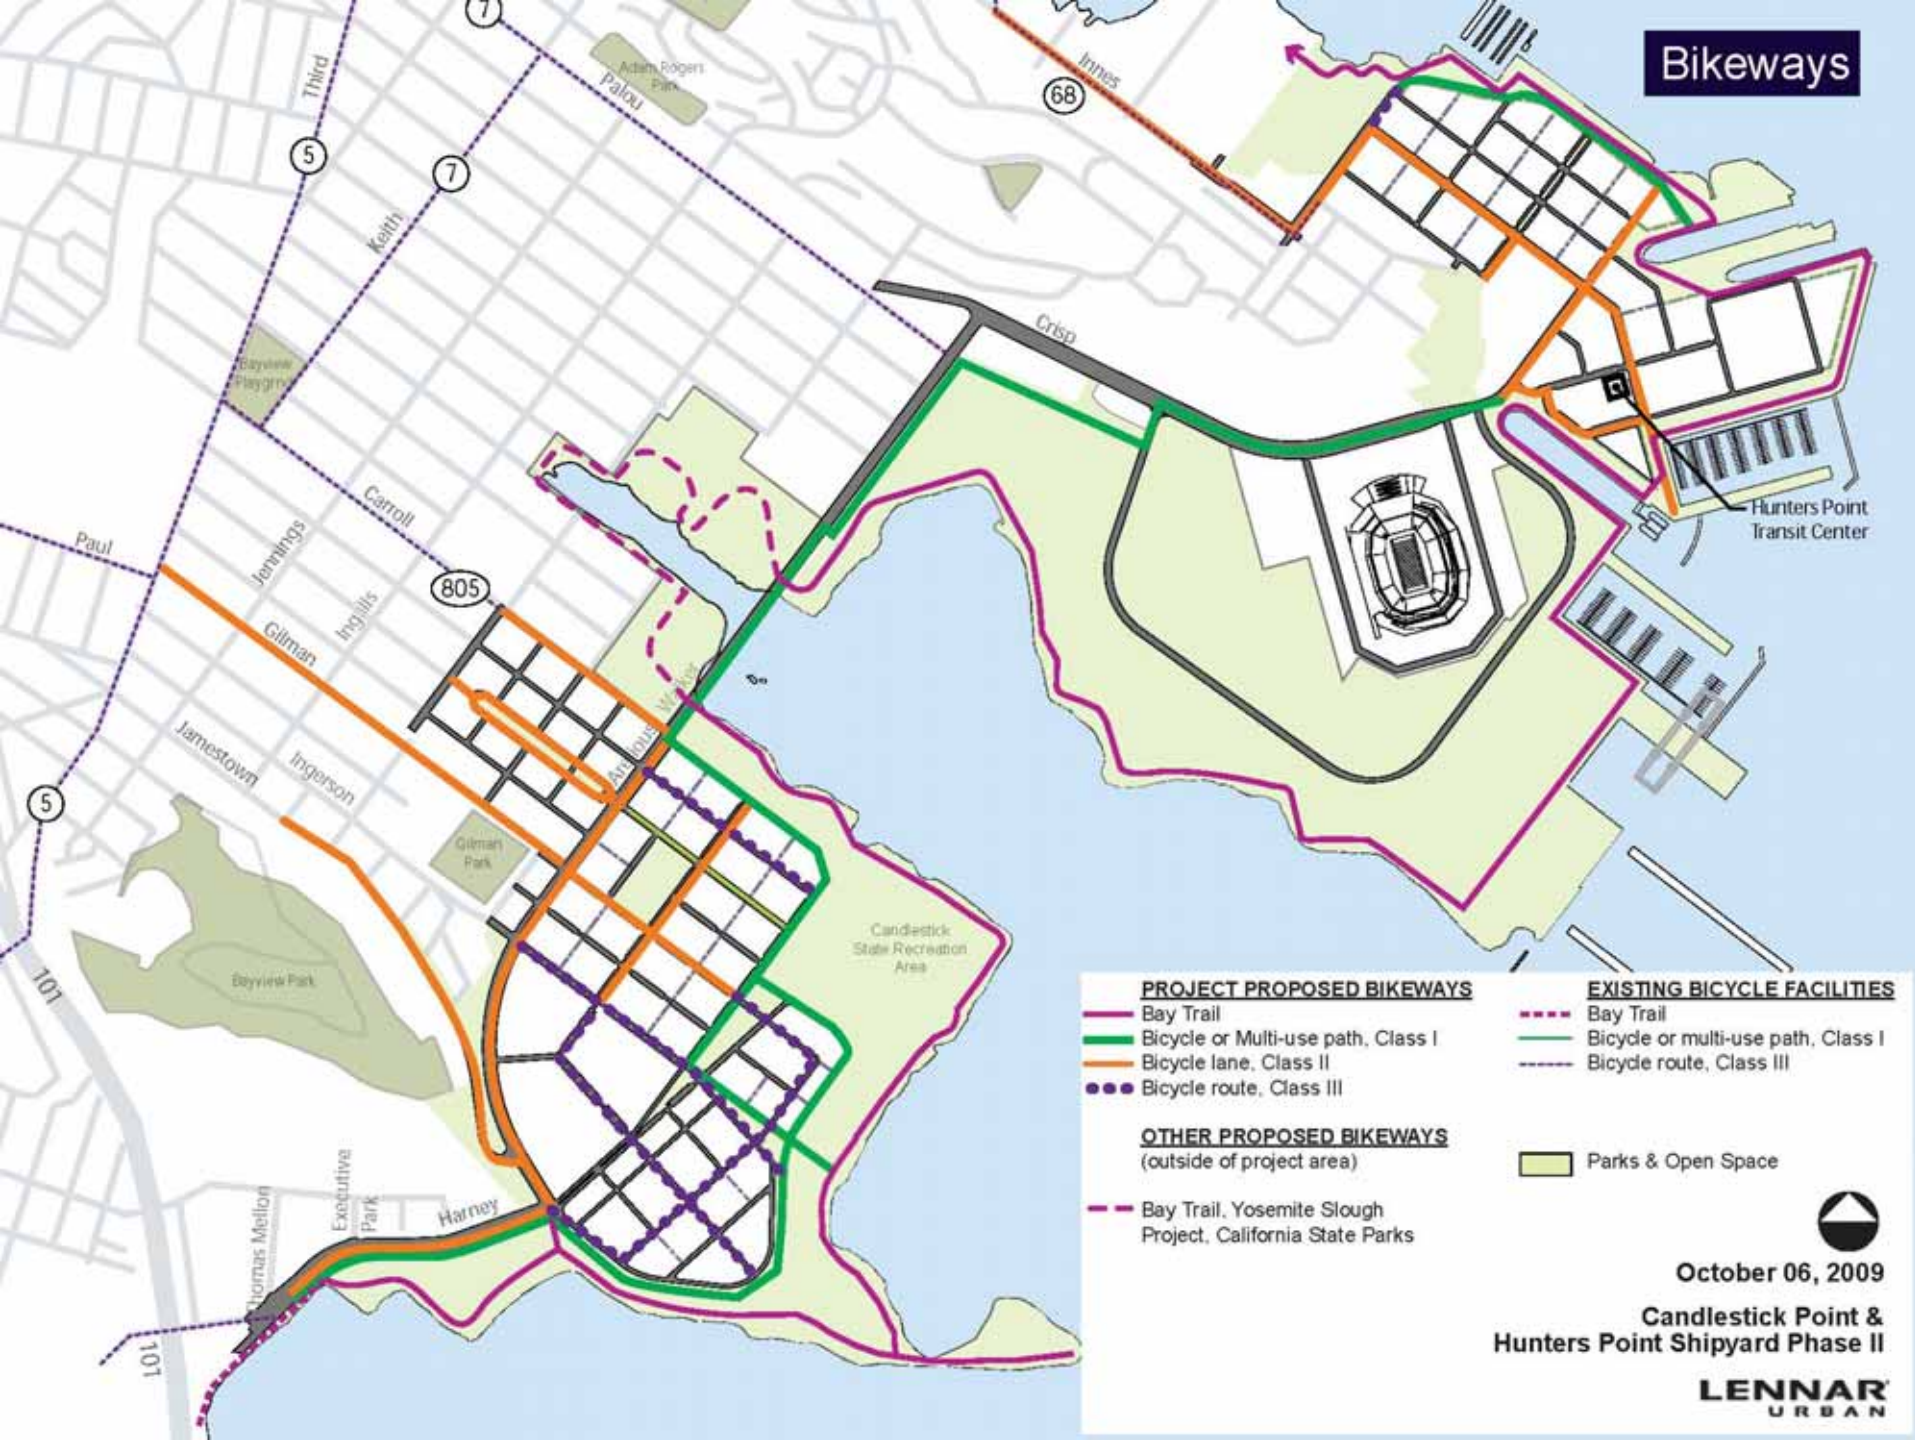 Bikeways
7
Third
Adam Rogers
Park
Palou
Innes
68
5
7
Keith
Crisp
Bayview
Playgrnd
Carroll
Hunters Point
Transit Center
Paul
Jennings
805
Ingalls
Gilman
Arelious Walker
Jamestown
Ingerson
5
Gilman
Park
Candlestick
State Recreation
Area
Bayview Park
101
Executive
Park
Thomas Mellon
Harney
101
PROJECT PROPOSED BIKEWAYS
Bay Trail
Bicycle or Multi-use path, Class I
Bicycle lane, Class II
Bicycle route, Class III
OTHER PROPOSED BIKEWAYS
(outside of project area)
Bay Trail, Yosemite Slough
Project, California State Parks
EXISTING BICYCLE FACILITIES
Bay Trail
Bicycle or multi-use path, Class I
Bicycle route, Class III
Parks & Open Space
October 06, 2009
Candlestick Point &
Hunters Point Shipyard Phase II
LENNAR
URBAN